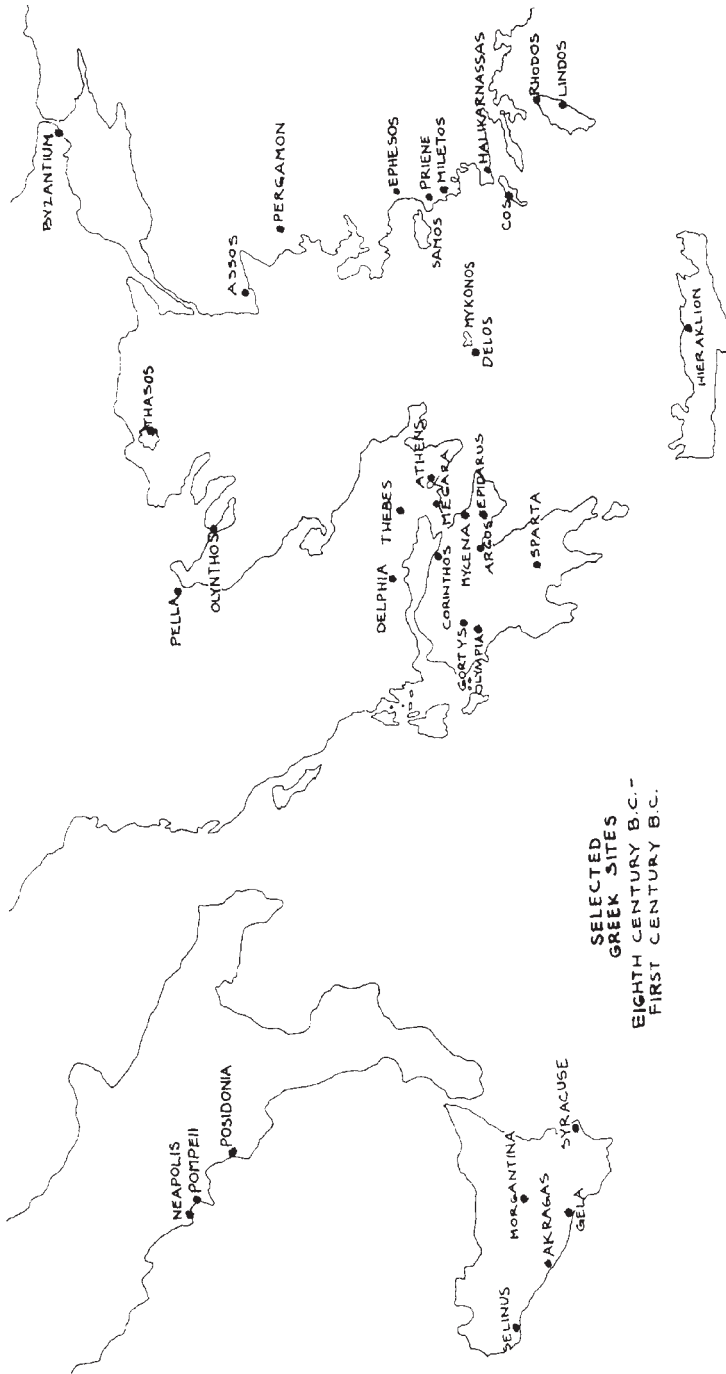 BYZANTIUM
THASOS
PELLA
OLYNTHOS
ASSOS
PERGAMON
NEAPOLIS
POMPEII
POSIDONIA
DELPHIA
THEBES
ATHENS
MEGARA
CORINTHOS
MYCENA
EPIDARUS
ARGOS
GORTYS
OLYMPIA
SPARTA
EPHESOS
PRIENE
MILETOS
SAMOS
MYKONOS
DELOS
HALIKARNASSAS
COS
RHODOS
LINDOS
HIERAKLION
SELINUS
AKRAGAS
MORGANTINA
GELA
SYRACUSE
SELECTED
GREEK SITES
EIGHTH CENTURY B.C. -
FIRST CENTURY B.C.